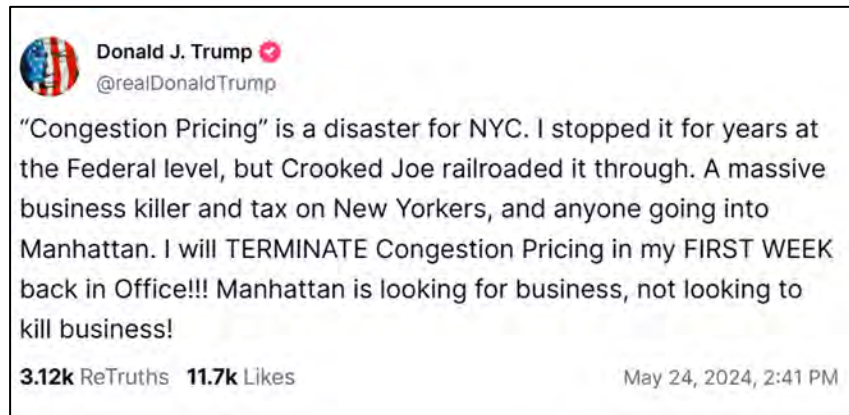 Donald J. Trump
@realDonaldTrump
“Congestion Pricing” is a disaster for NYC. I stopped it for years at
the Federal level, but Crooked Joe railroaded it through. A massive
business killer and tax on New Yorkers, and anyone going into
Manhattan. I will TERMINATE Congestion Pricing in my FIRST WEEK
back in Office!!! Manhattan is looking for business, not looking to
kill business!
3.12k ReTruths 11.7k Likes May 24, 2024, 2:41 PM